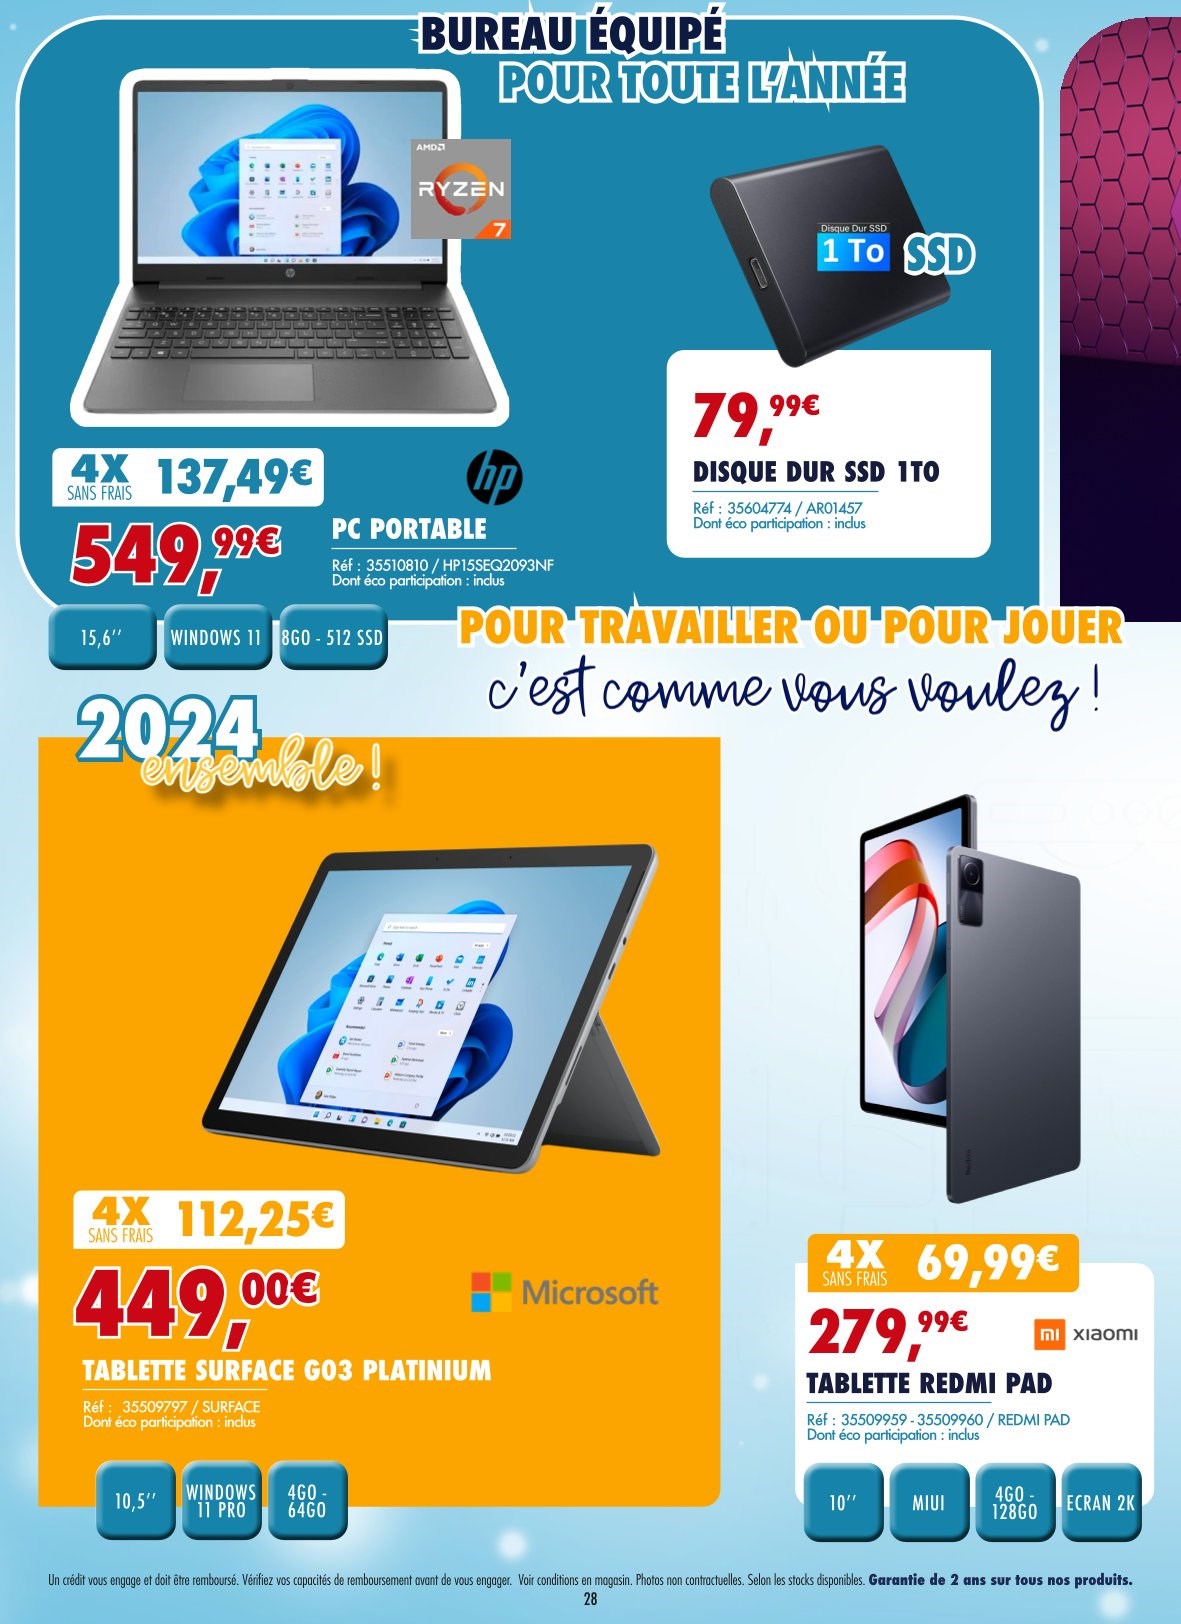 BUREAU ÉQUIPÉ
POUR TOUTE L'ANNÉE
AMD
RYZEN
7
hp
Disque Dur SSD
1 To SSD
79,99€
DISQUE DUR SSD 1TO
Réf : 35604774 / AR01457
Dont éco participation : inclus
4X
SANS FRAIS
137,49€
549,99€
hp
PC PORTABLE
Réf : 35510810 / HP15SEQ2093NF
Dont éco participation : inclus
15,6’’
WINDOWS 11
8GO - 512 SSD
POUR TRAVAILLER OU POUR JOUER
c'est comme vous voulez !
2024
ensemble !
4X
SANS FRAIS
112,25€
449,00€
Microsoft
TABLETTE SURFACE GO3 PLATINIUM
Réf : 35509797 / SURFACE
Dont éco participation : inclus
10,5’’
WINDOWS
11 PRO
4GO -
64GO
4X
SANS FRAIS
69,99€
279,99€
mi xiaomi
TABLETTE REDMI PAD
Réf : 35509959 - 35509960 / REDMI PAD
Dont éco participation : inclus
10’’
MIUI
4GO -
128GO
ECRAN 2K
Un crédit vous engage et doit être remboursé. Vérifiez vos capacités de remboursement avant de vous engager. Voir conditions en magasin. Photos non contractuelles. Selon les stocks disponibles. Garantie de 2 ans sur tous nos produits.
28